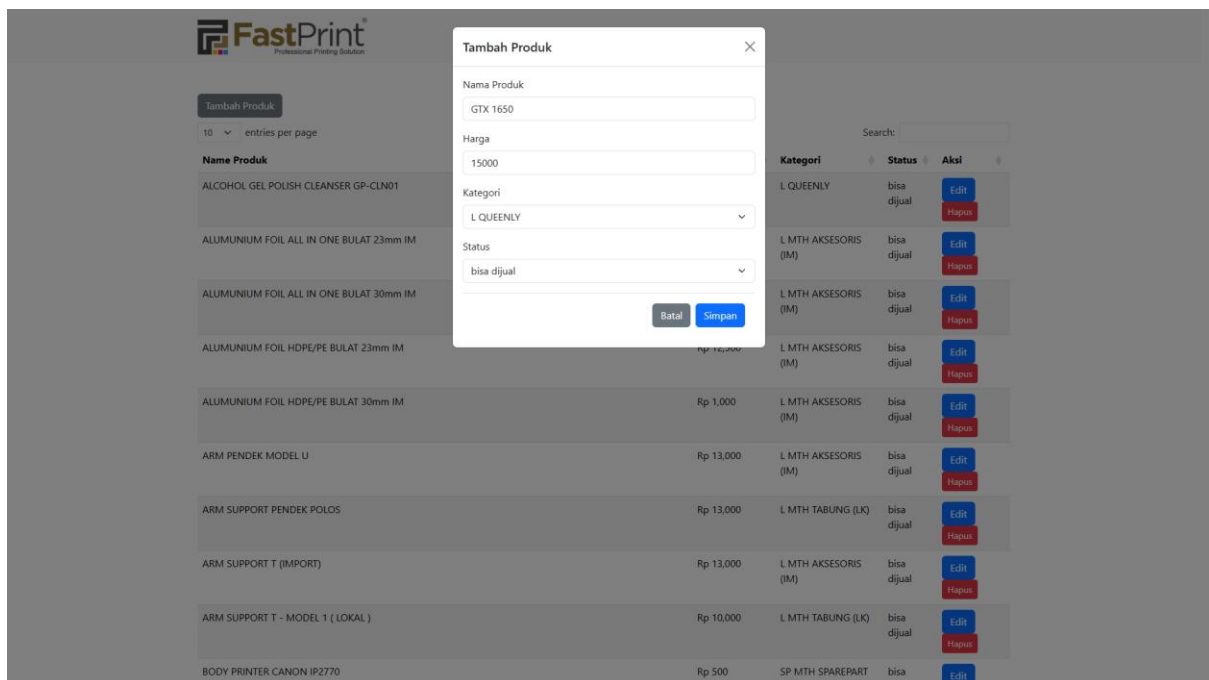 FastPrint®
Professional Printing Solution
Tambah Produk
10 entries per page
Search:
Name Produk
Kategori
Status
Aksi
ALCOHOL GEL POLISH CLEANSER GP-CLN01
L QUEENLY
bisa
dijual
Edit
Hapus
ALUMUNIUM FOIL ALL IN ONE BULAT 23mm IM
L MTH AKSESORIS
(IM)
bisa
dijual
Edit
Hapus
ALUMUNIUM FOIL ALL IN ONE BULAT 30mm IM
L MTH AKSESORIS
(IM)
bisa
dijual
Edit
Hapus
ALUMUNIUM FOIL HDPE/PE BULAT 23mm IM
Rp 12,500
L MTH AKSESORIS
(IM)
bisa
dijual
Edit
Hapus
ALUMUNIUM FOIL HDPE/PE BULAT 30mm IM
Rp 1,000
L MTH AKSESORIS
(IM)
bisa
dijual
Edit
Hapus
ARM PENDEK MODEL U
Rp 13,000
L MTH AKSESORIS
(IM)
bisa
dijual
Edit
Hapus
ARM SUPPORT PENDEK POLOS
Rp 13,000
L MTH TABUNG (LK)
bisa
dijual
Edit
Hapus
ARM SUPPORT T (IMPORT)
Rp 13,000
L MTH AKSESORIS
(IM)
bisa
dijual
Edit
Hapus
ARM SUPPORT T - MODEL 1 ( LOKAL )
Rp 10,000
L MTH TABUNG (LK)
bisa
dijual
Edit
Hapus
BODY PRINTER CANON IP2770
Rp 500
SP MTH SPAREPART
bisa
Edit
Tambah Produk
Nama Produk
GTX 1650
Harga
15000
Kategori
L QUEENLY
Status
bisa dijual
Batal
Simpan